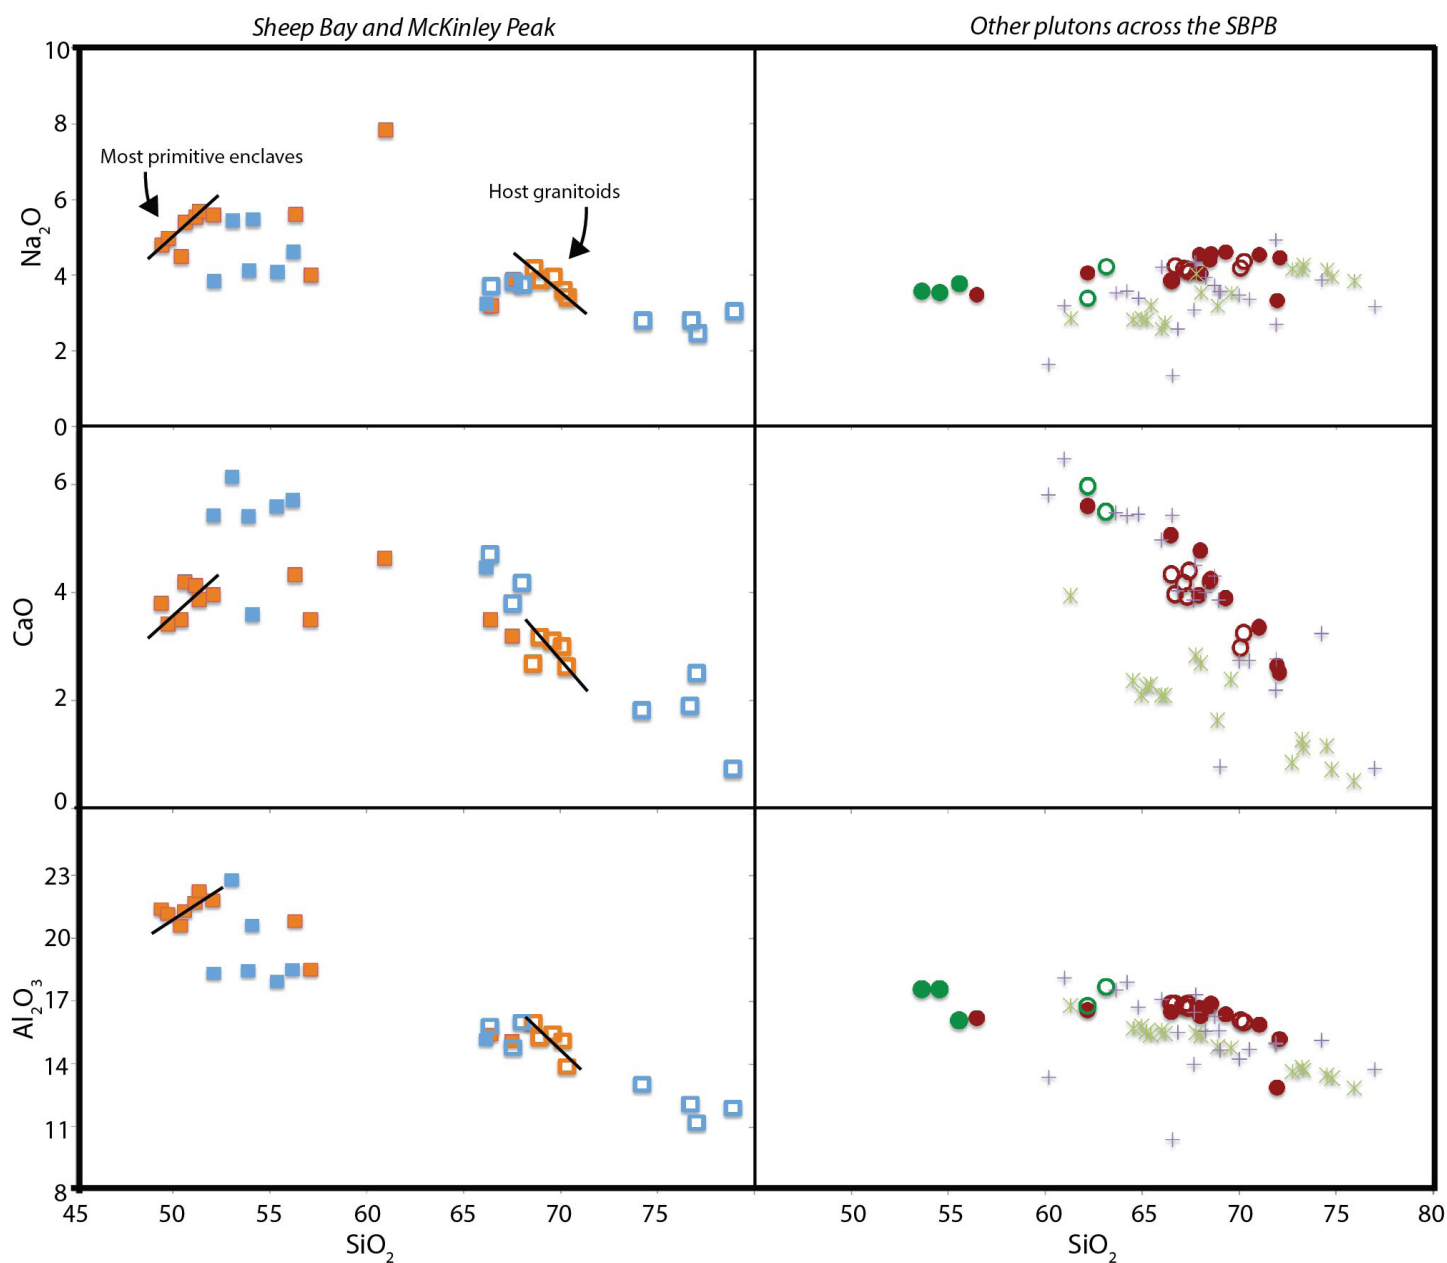 Sheep Bay and McKinley Peak
Other plutons across the SBPB
10
8
6
4
2
0
Na₂O
Most primitive enclaves
Host granitoids
6
4
2
0
CaO
23
20
17
14
11
8
Al₂O₃
45 50 55 60 65 70 75
50 55 60 65 70 75 80
SiO₂
SiO₂